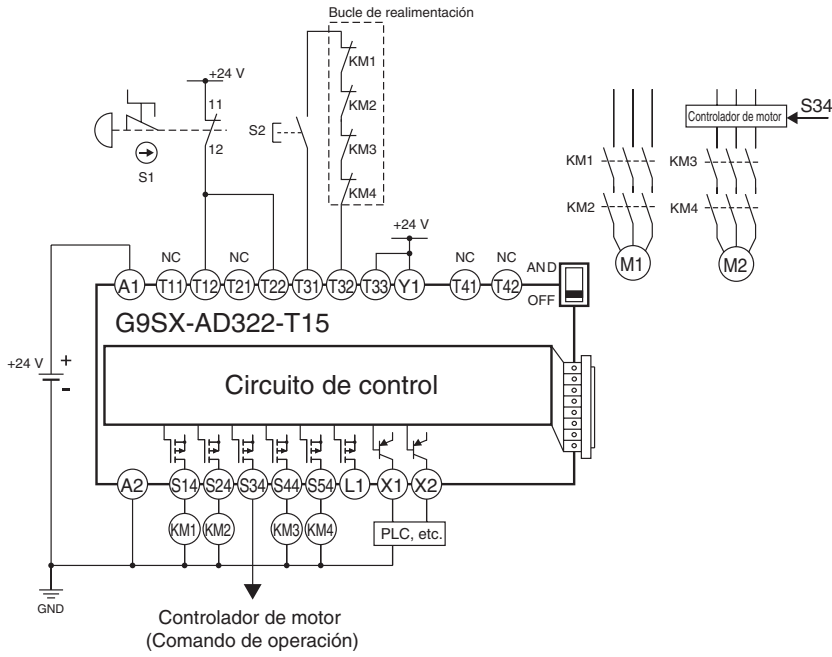 Bucle de realimentación
+24 V
11
12
S1
S2
KM1
KM2
KM3
KM4
+24 V
Controlador de motor
S34
KM1
KM2
KM3
KM4
M1
M2
NC
NC
NC
NC
A1
T11
T12
T21
T22
T31
T32
T33
Y1
T41
T42
AND
OFF
G9SX-AD322-T15
Circuito de control
+24 V
+
-
A2
S14
S24
S34
S44
S54
L1
X1
X2
KM1
KM2
KM3
KM4
PLC, etc.
GND
Controlador de motor
(Comando de operación)